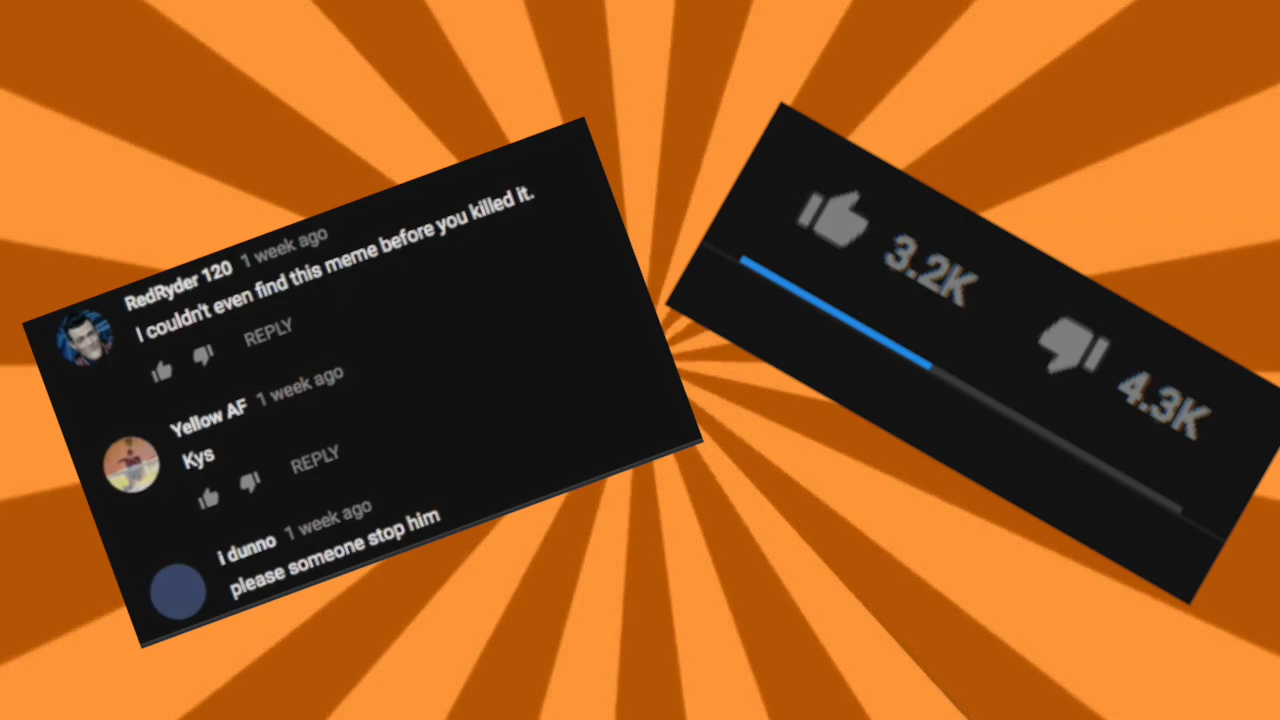 RedRyder 120 1 week ago
I couldn't even find this meme before you killed it.
REPLY
Yellow AF 1 week ago
Kys
REPLY
i dunno 1 week ago
please someone stop him
3.2K
4.3K